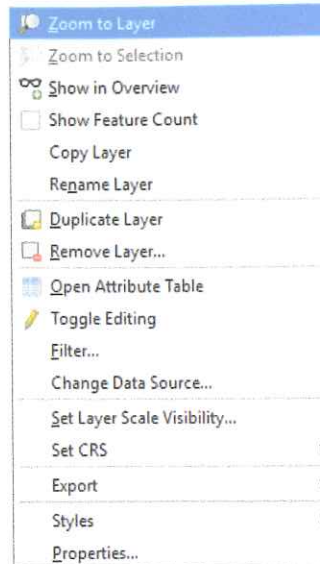 Zoom to Layer
Zoom to Selection
Show in Overview
Show Feature Count
Copy Layer
Rename Layer
Duplicate Layer
Remove Layer...
Open Attribute Table
Toggle Editing
Filter...
Change Data Source...
Set Layer Scale Visibility...
Set CRS
Export
Styles
Properties...